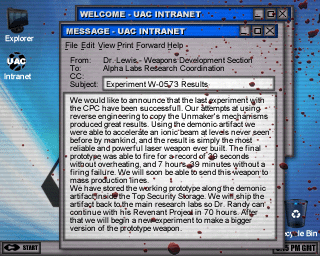 WELCOME - UAC INTRANET
MESSAGE - UAC INTRANET
File Edit View Print Forward Help
Explorer
UAC
Intranet
From: Dr. Lewis - Weapons Development Section
To: Alpha Labs Research Coordination
CC:
Subject: Experiment W-0573 Results
We would like to announce that the last experiment with
the CPC have been successfull. Our attempts at using
reverse engineering to copy the Unmaker's mechanisms
produced great results. Using the demonic artifact we
were able to accelerate an ionic beam at levels never seen
before by mankind, and the result is simply the most
reliable and powerful laser weapon ever built. The final
prototype was able to fire for a record of 29 seconds
without overheating, and 7 hours 39 minutes without a
firing failure. We will soon be able to send this weapon to
mass production lines.
We have stored the working prototype along the demonic
artifact inside the Top Security Storage. We will ship the
artifact back to the main research labs so Dr. Randy can
continue with his Revenant Project in 70 hours. After
that we will begin a new experiment to make a bigger
version of the prototype weapon.
Recycle Bin
START
PM GMT